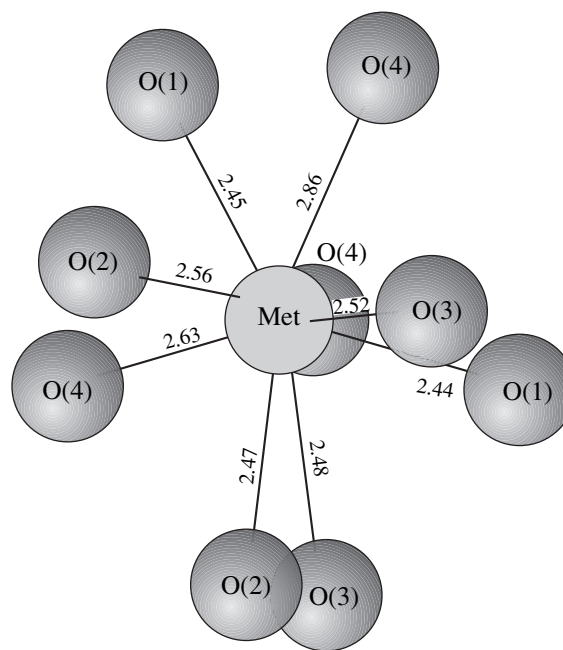 O(1)
O(4)
2.45
2.86
O(2)
2.56
O(4)
2.52
O(3)
Met
2.63
O(4)
2.44
O(1)
2.47
2.48
O(2)
O(3)